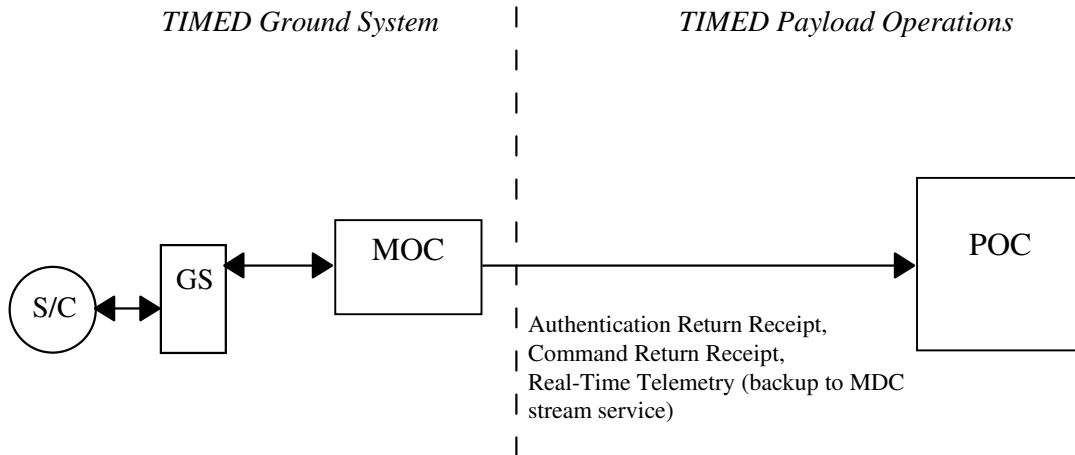 TIMED Ground System
TIMED Payload Operations
S/C
GS
MOC
POC
Authentication Return Receipt,
Command Return Receipt,
Real-Time Telemetry (backup to MDC
stream service)